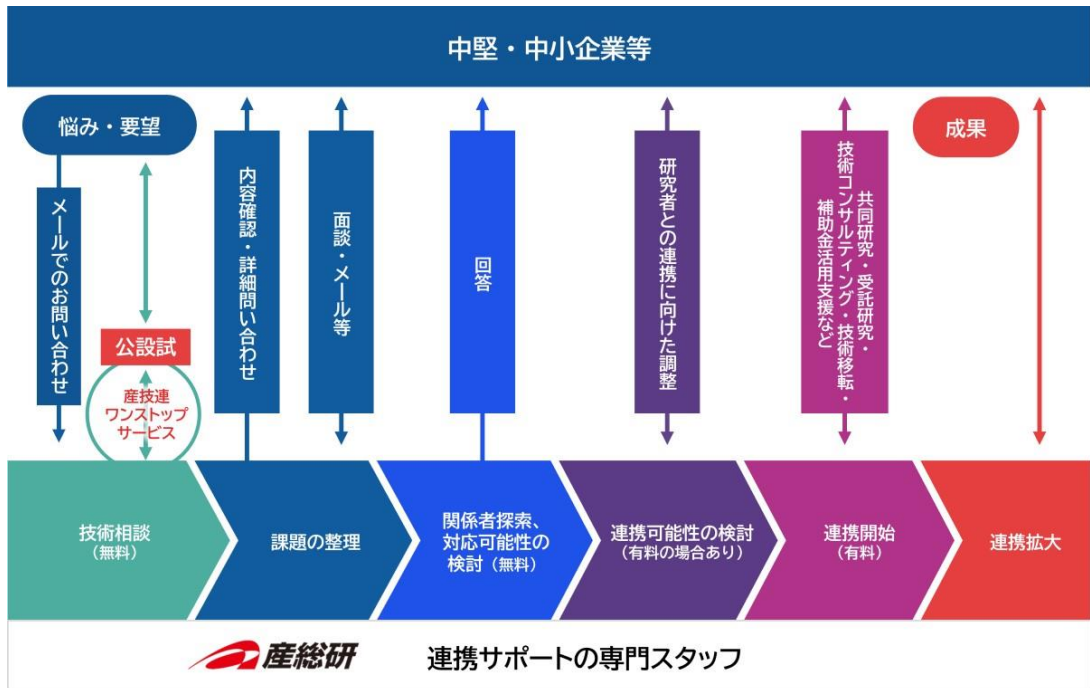 中堅・中小企業等
悩み・要望
成果
メールでのお問い合わせ
公設試
産技連
ワンストップ
サービス
内容確認・詳細問い合わせ
面談・メール等
回答
研究者との連携に向けた調整
共同研究・受託研究・
技術コンサルティング・技術移転・
補助金活用支援など
技術相談
(無料)
課題の整理
関係者探索、
対応可能性の
検討(無料)
連携可能性の検討
(有料の場合あり)
連携開始
(有料)
連携拡大
産総研
連携サポートの専門スタッフ